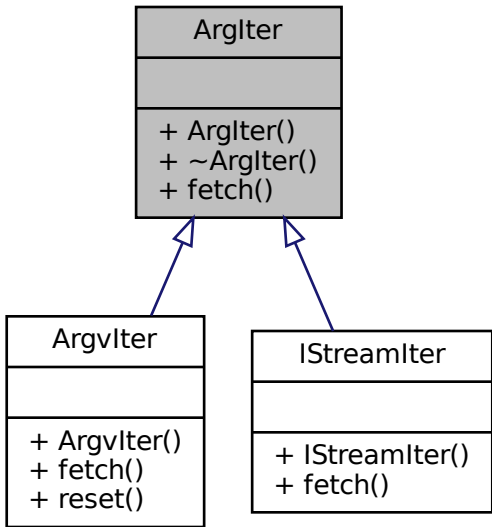 ArgIter
+ ArgIter()
+ ~ArgIter()
+ fetch()
ArgvIter
+ ArgvIter()
+ fetch()
+ reset()
IStreamIter
+ IStreamIter()
+ fetch()